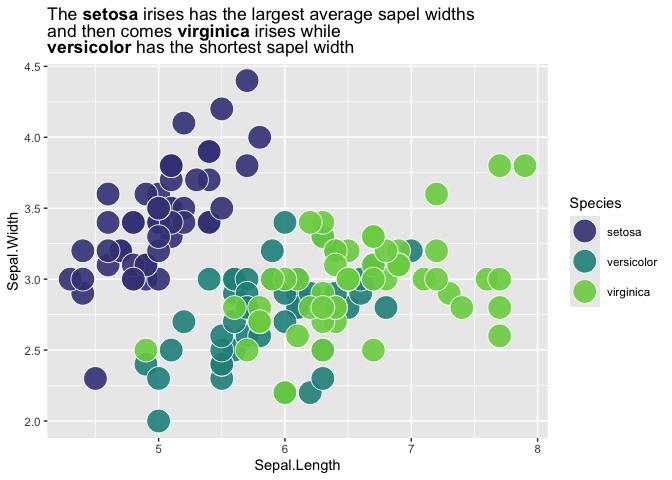 The setosa irises has the largest average sapel widths
and then comes virginica irises while
versicolor has the shortest sapel width
4.5
4.0
3.5
3.0
2.5
2.0
Sepal.Width
5
6
7
8
Sepal.Length
Species
setosa
versicolor
virginica